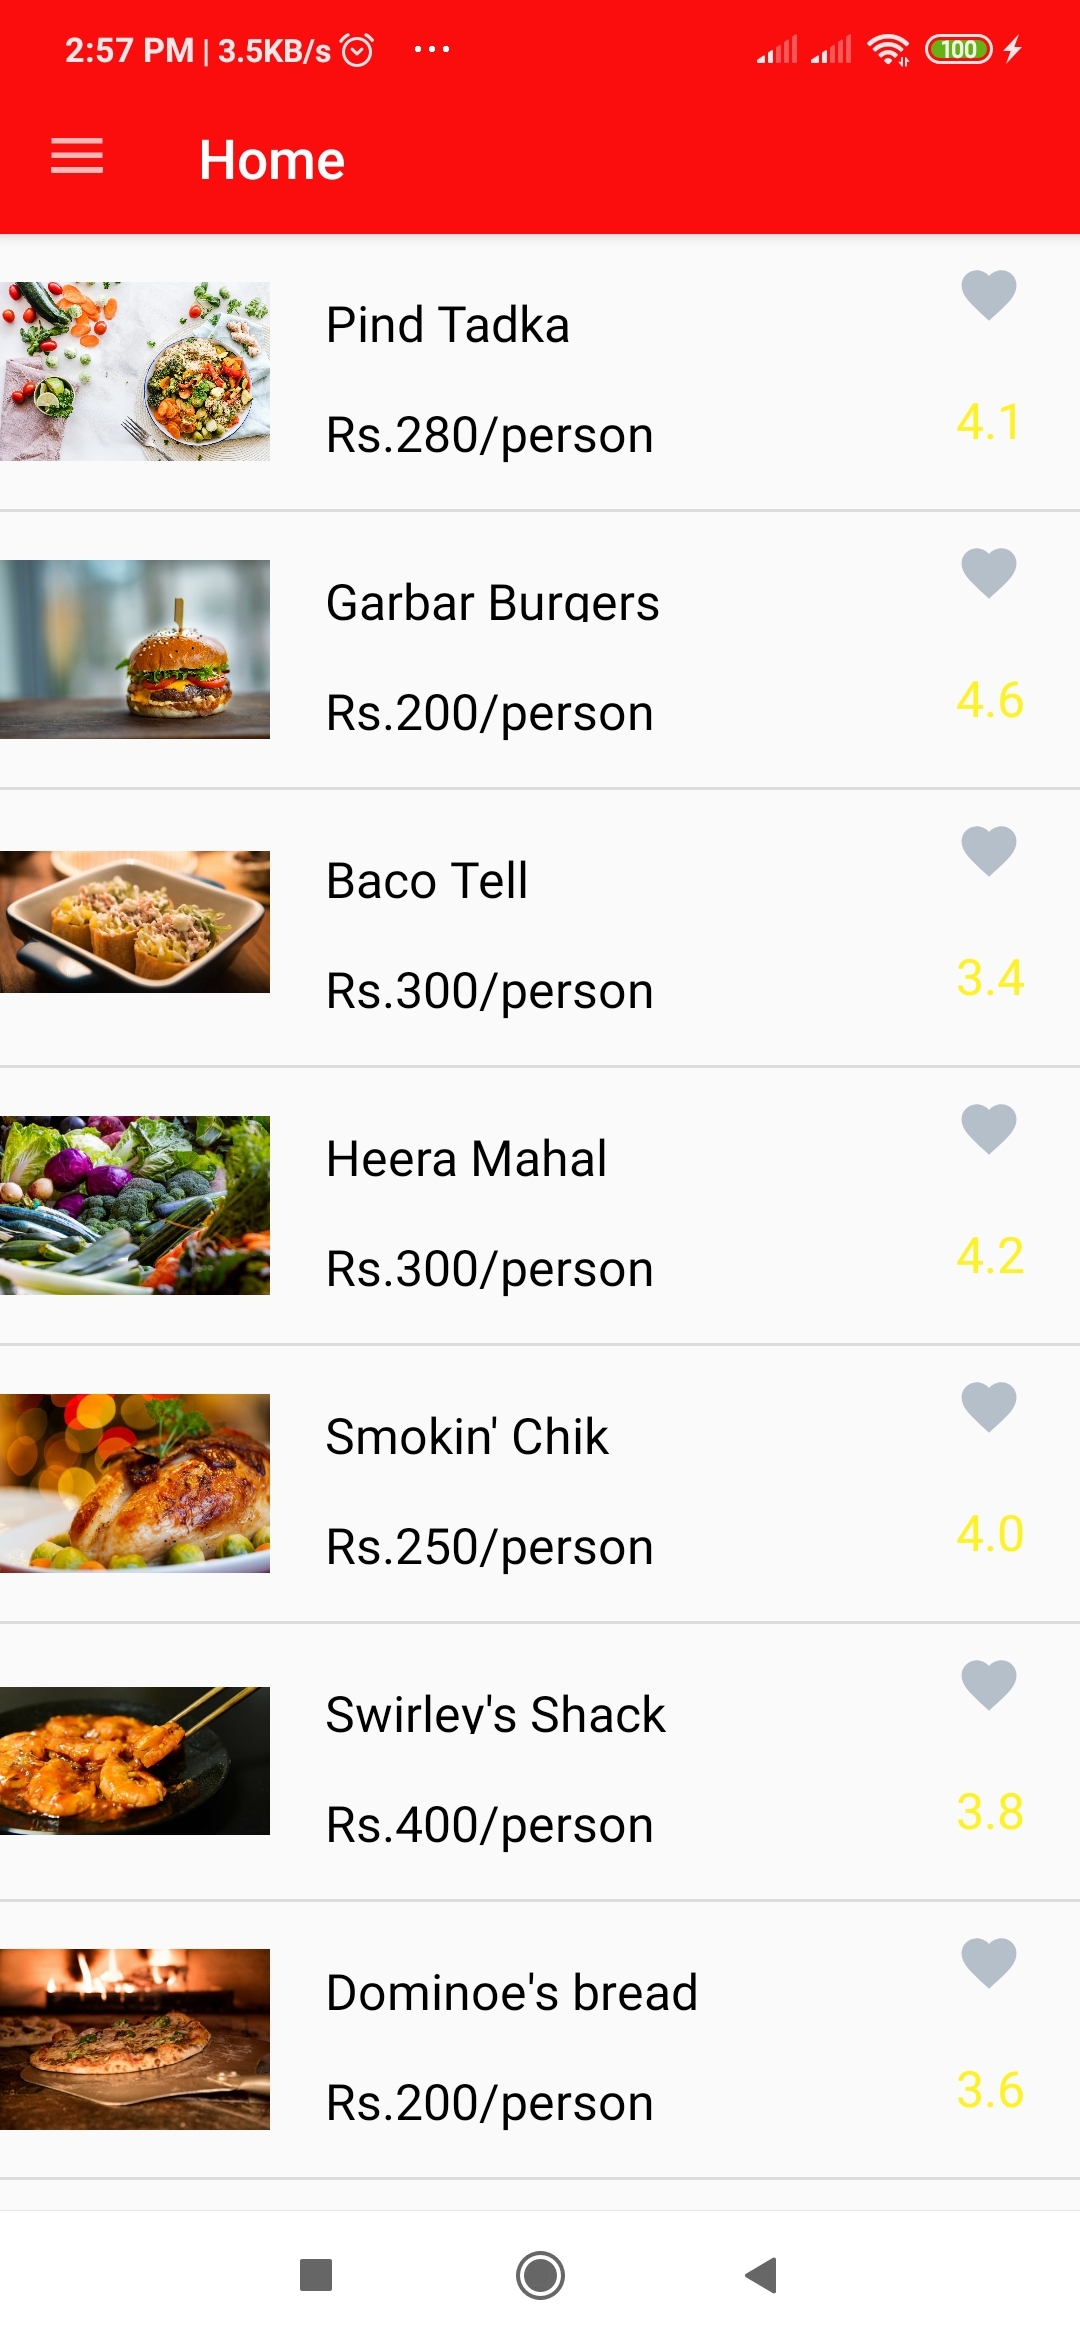 2:57 PM | 3.5KB/s ... 100
Home
Pind Tadka
Rs.280/person
4.1
Garbar Burgers
Rs.200/person
4.6
Baco Tell
Rs.300/person
3.4
Heera Mahal
Rs.300/person
4.2
Smokin' Chik
Rs.250/person
4.0
Swirley's Shack
Rs.400/person
3.8
Dominoe's bread
Rs.200/person
3.6